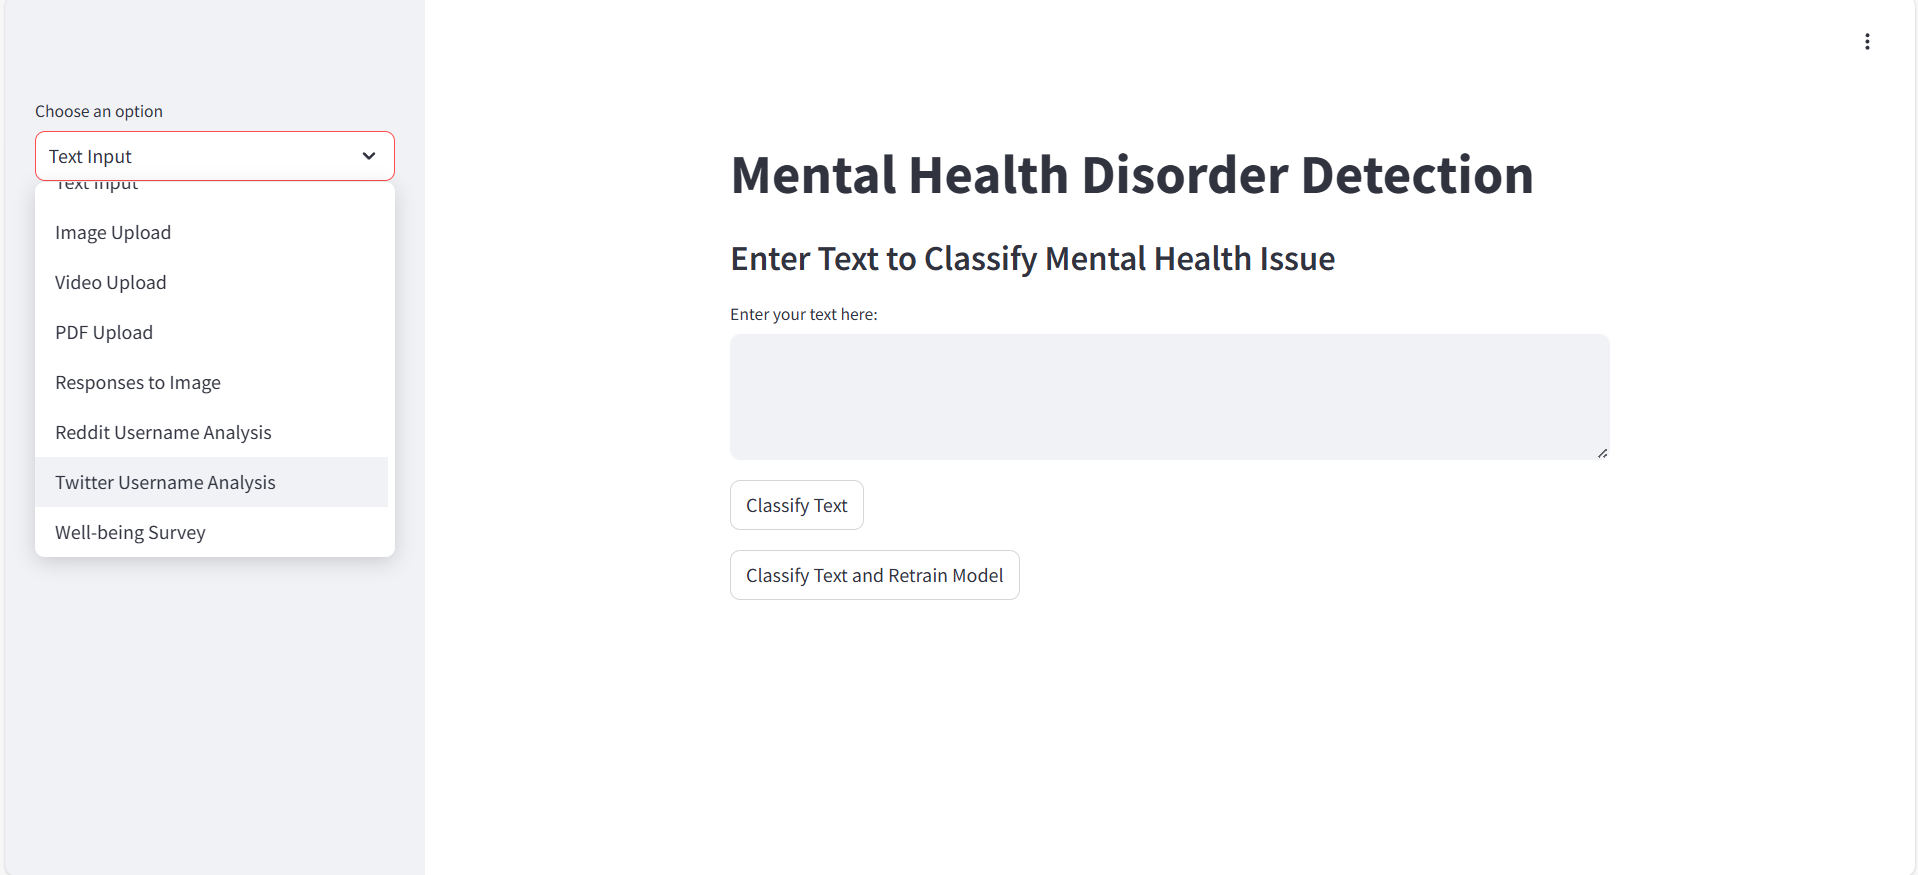 Choose an option
Text Input
Text Input
Image Upload
Video Upload
PDF Upload
Responses to Image
Reddit Username Analysis
Twitter Username Analysis
Well-being Survey
Mental Health Disorder Detection
Enter Text to Classify Mental Health Issue
Enter your text here:
Classify Text
Classify Text and Retrain Model